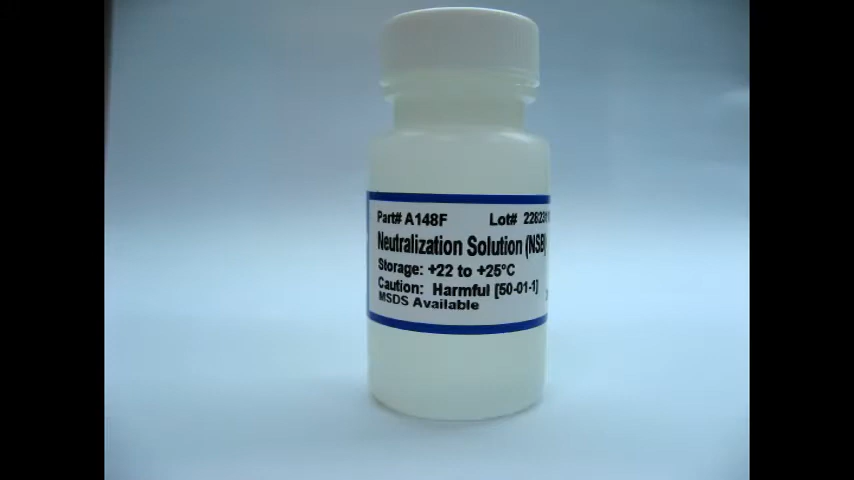 Part# A148F Lot#
Neutralization Solution (NSB)
Storage: +22 to +25°C
Caution: Harmful [50-01-1]
MSDS Available